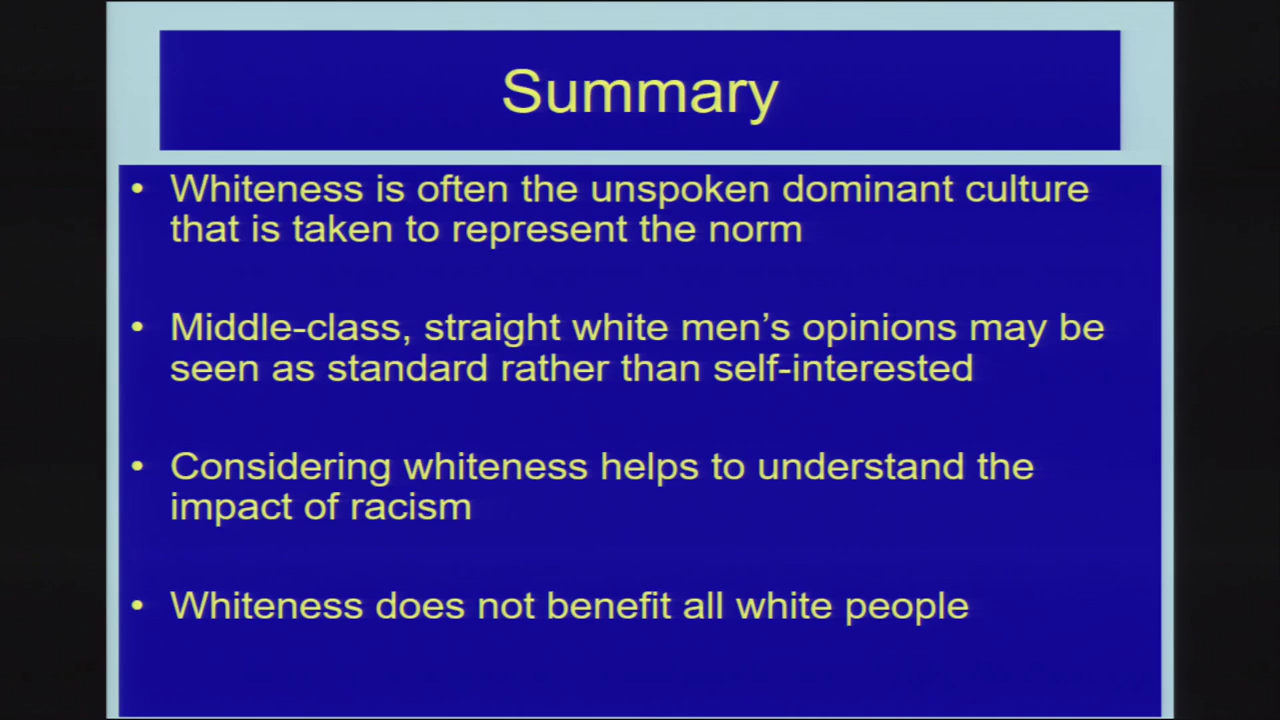 Summary
• Whiteness is often the unspoken dominant culture
that is taken to represent the norm
• Middle-class, straight white men’s opinions may be
seen as standard rather than self-interested
• Considering whiteness helps to understand the
impact of racism
• Whiteness does not benefit all white people